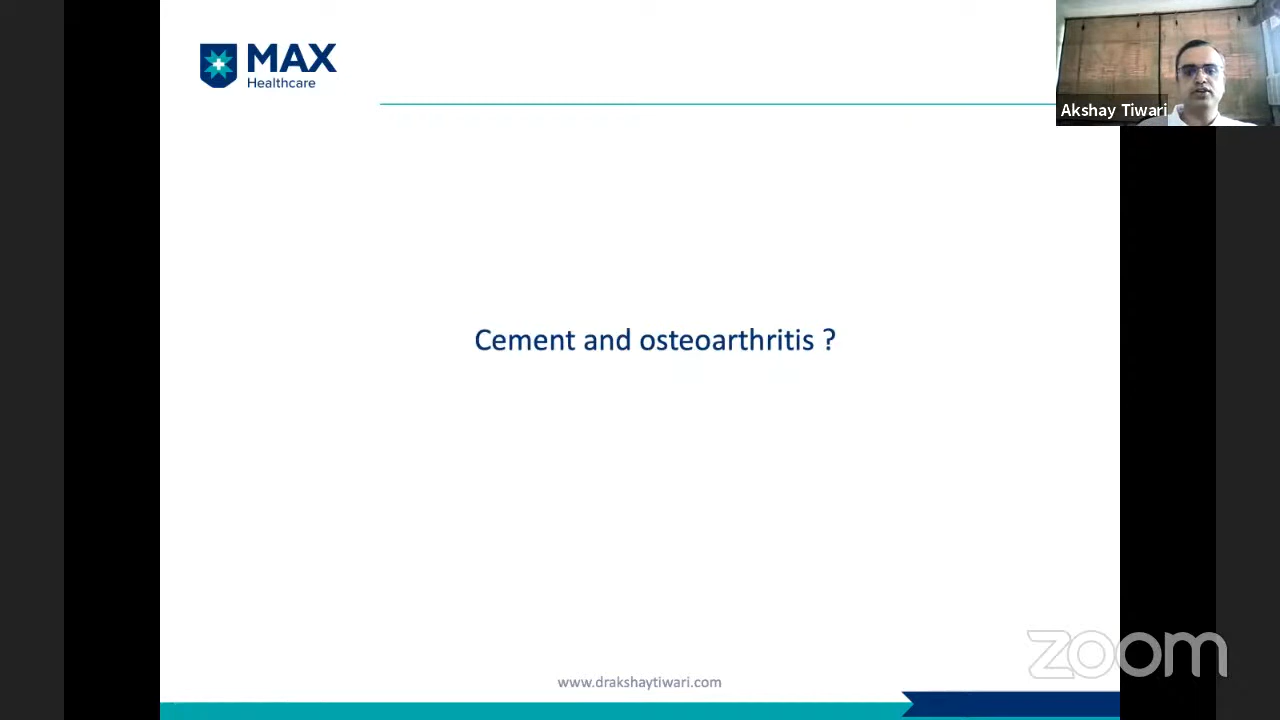 MAX
Healthcare
Akshay Tiwari
Cement and osteoarthritis ?
www.drakshaytiwari.com
zoom